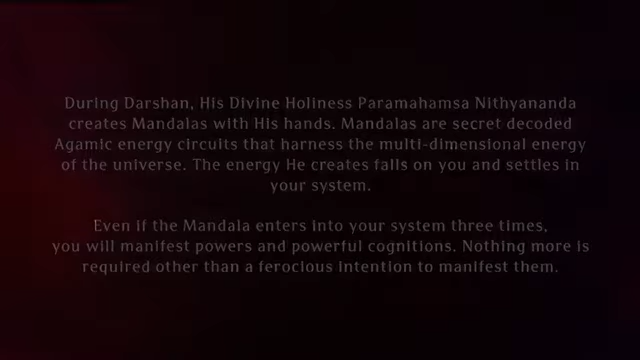 During Darshan, His Divine Holiness Paramahamsa Nithyananda
creates Mandalas with His hands. Mandalas are secret decoded
Agamic energy circuits that harness the multi-dimensional energy
of the universe. The energy He creates falls on you and settles in
your system.
Even if the Mandala enters into your system three times,
you will manifest powers and powerful cognitions. Nothing more is
required other than a ferocious intention to manifest them.